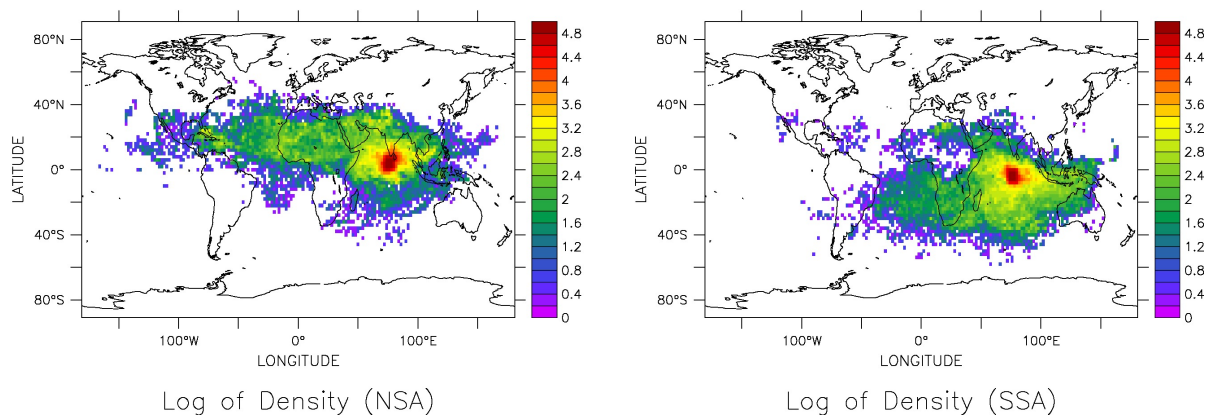 80°N
40°N
0°
40°S
80°S
LATITUDE
100°W
0°
100°E
LONGITUDE
4.8
4.4
4
3.6
3.2
2.8
2.4
2
1.6
1.2
0.8
0.4
0
Log of Density (NSA)
80°N
40°N
0°
40°S
80°S
LATITUDE
100°W
0°
100°E
LONGITUDE
4.8
4.4
4
3.6
3.2
2.8
2.4
2
1.6
1.2
0.8
0.4
0
Log of Density (SSA)